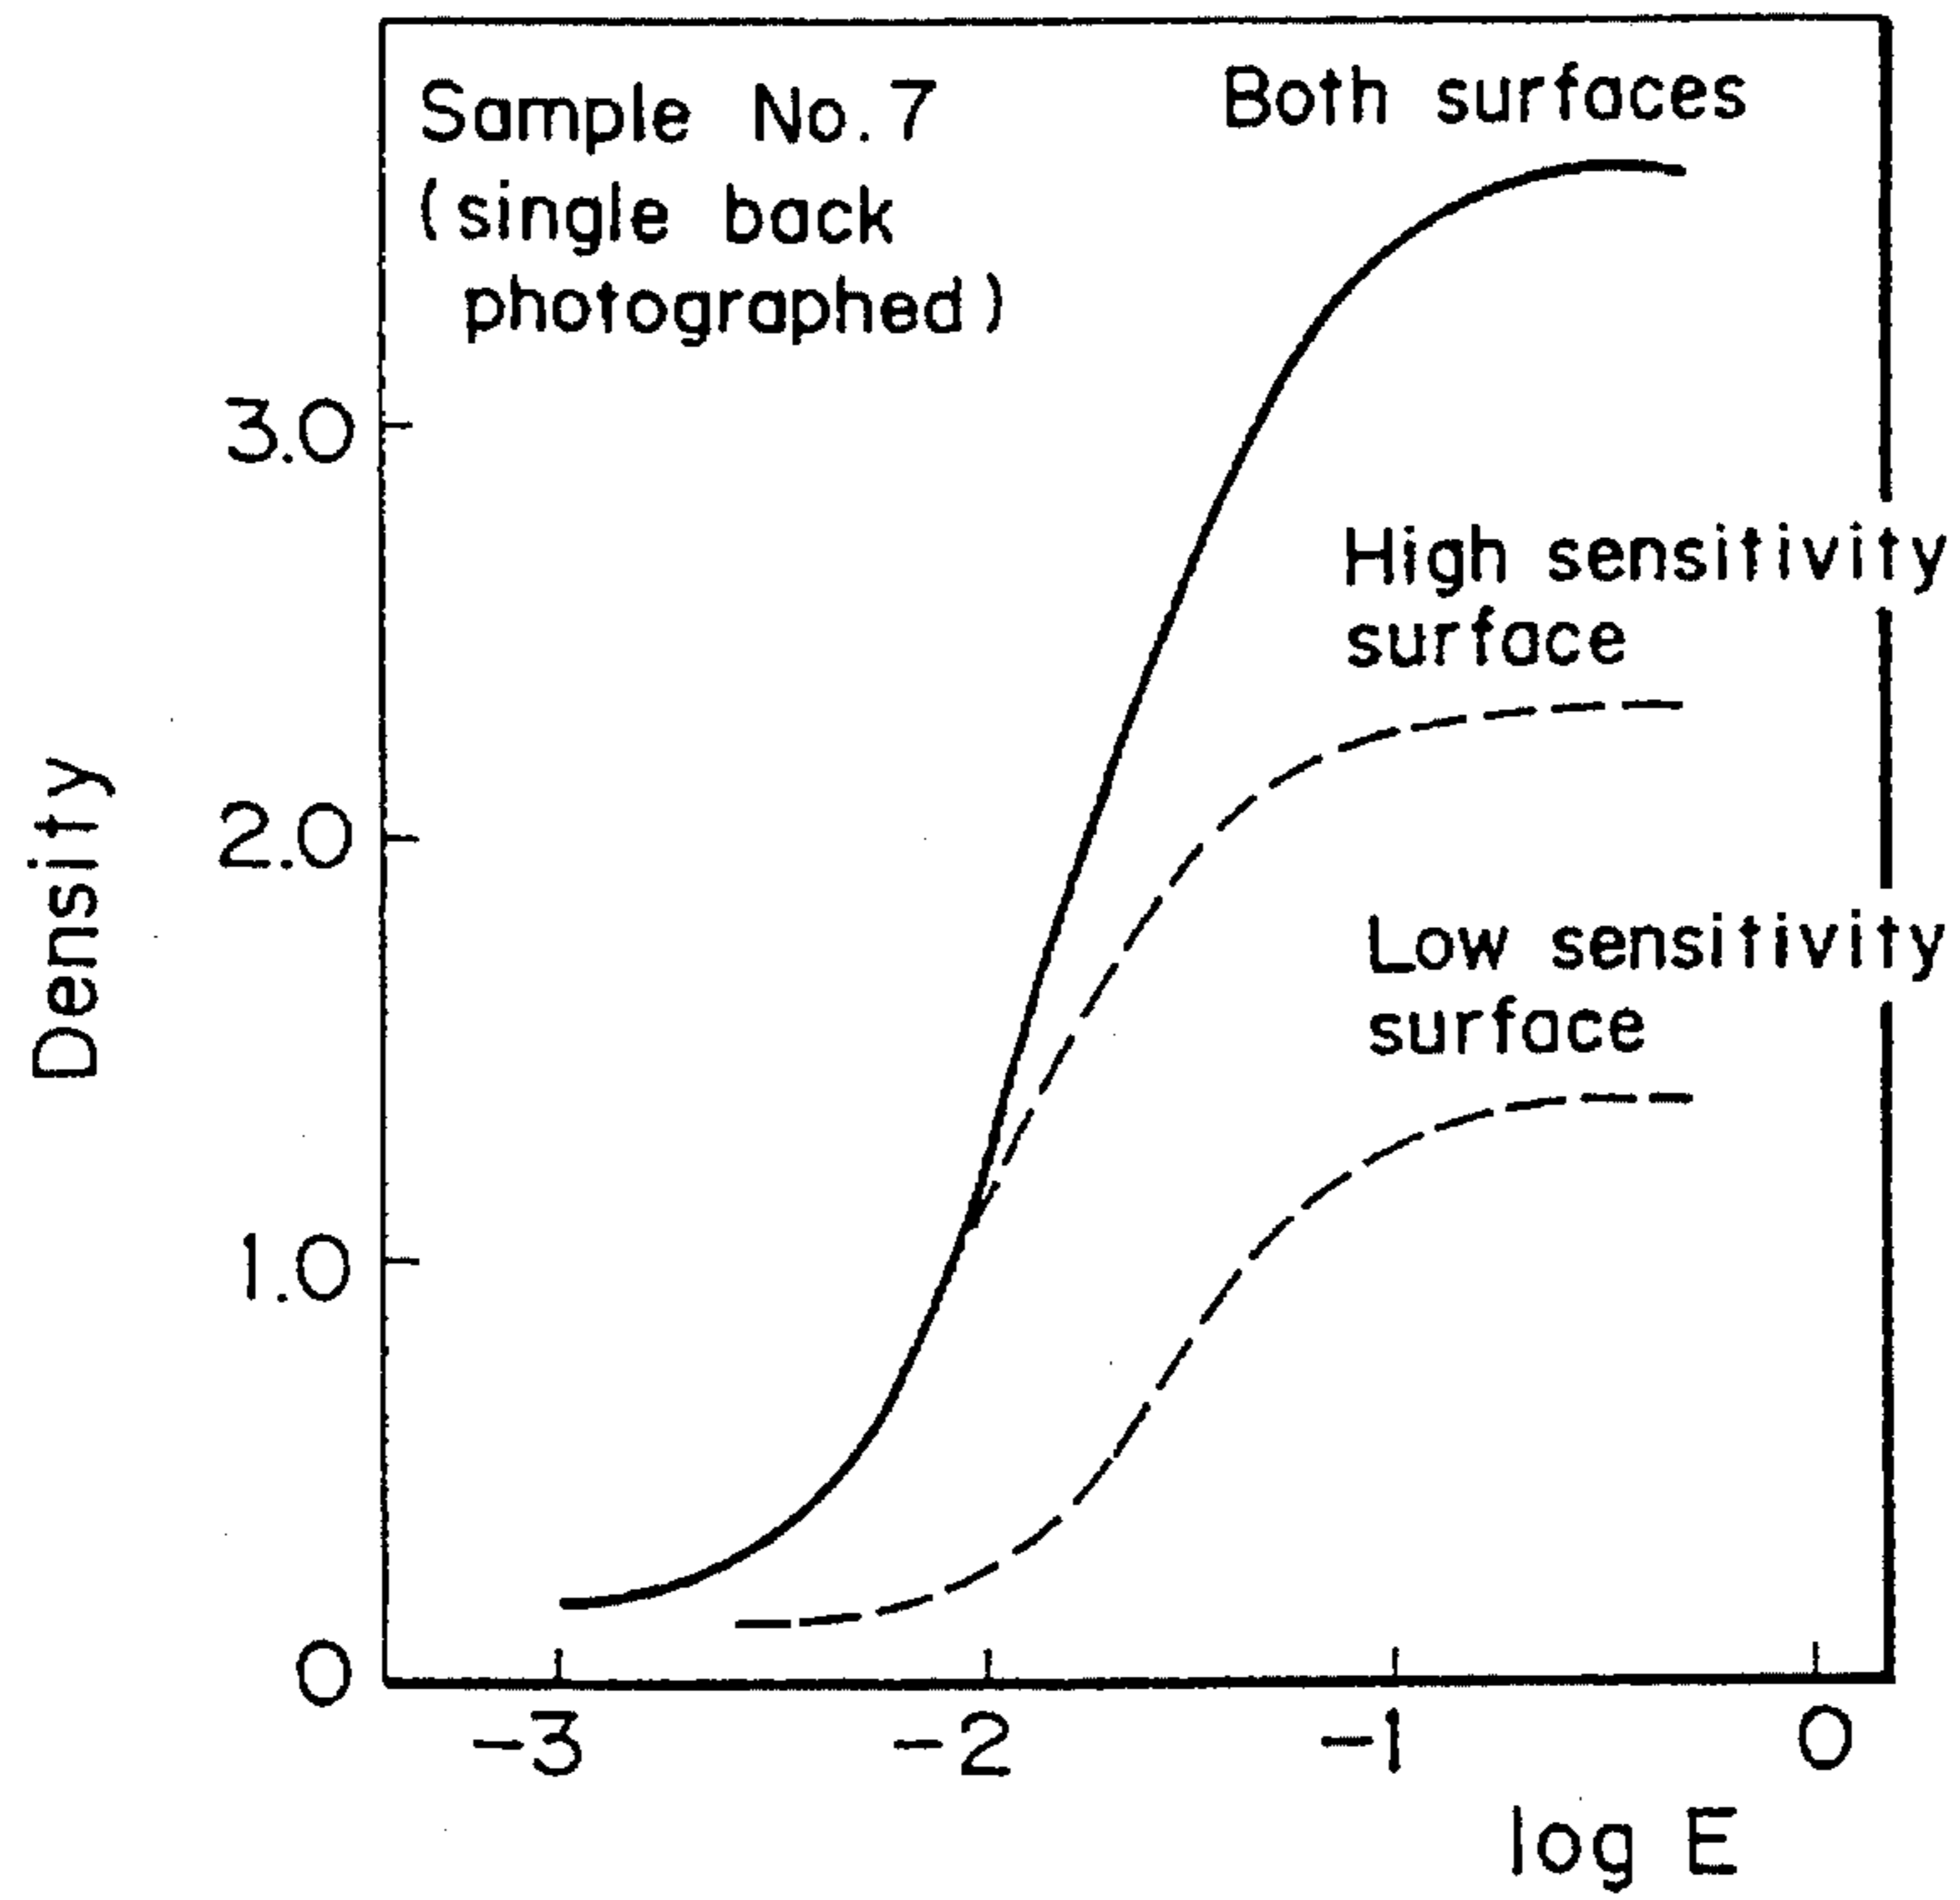 Sample No. 7
(single back
photographed)
Both surfaces
3.0
High sensitivity
surface
2.0
Density
Low sensitivity
surface
1.0
0
-3 -2 -1 0
log E